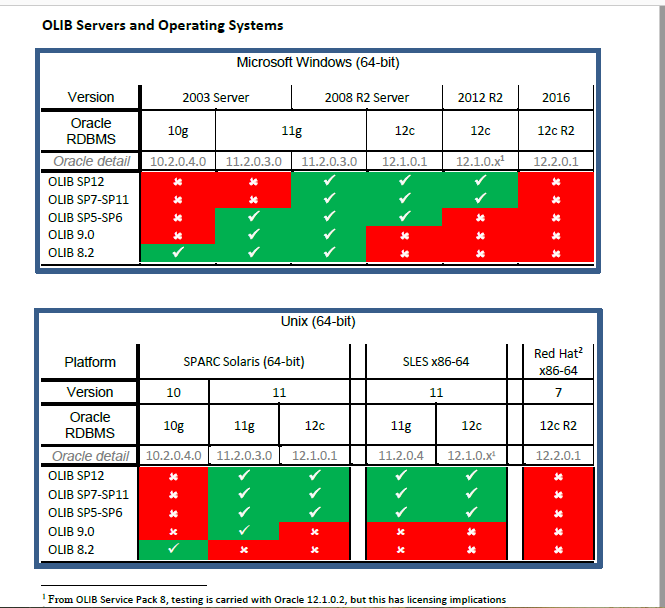 OLIB Servers and Operating Systems
Microsoft Windows (64-bit)
Version 2003 Server 2008 R2 Server 2012 R2 2016
Oracle RDBMS 10g 11g 12c 12c 12c R2
Oracle detail 10.2.0.4.0 11.2.0.3.0 11.2.0.3.0 12.1.0.1 12.1.0.x¹ 12.2.0.1
OLIB SP12 ✖ ✖ ✓ ✓ ✓ ✖
OLIB SP7-SP11 ✖ ✖ ✓ ✓ ✓ ✖
OLIB SP5-SP6 ✖ ✓ ✓ ✓ ✖ ✖
OLIB 9.0 ✖ ✓ ✓ ✖ ✖ ✖
OLIB 8.2 ✓ ✓ ✓ ✖ ✖ ✖
Unix (64-bit)
Platform SPARC Solaris (64-bit) SLES x86-64 Red Hat² x86-64
Version 10 11 11 7
Oracle RDBMS 10g 11g 12c 11g 12c 12c R2
Oracle detail 10.2.0.4.0 11.2.0.3.0 12.1.0.1 11.2.0.4 12.1.0.x¹ 12.2.0.1
OLIB SP12 ✖ ✓ ✓ ✓ ✓ ✖
OLIB SP7-SP11 ✖ ✓ ✓ ✓ ✓ ✖
OLIB SP5-SP6 ✖ ✓ ✓ ✓ ✓ ✖
OLIB 9.0 ✖ ✓ ✖ ✖ ✖ ✖
OLIB 8.2 ✓ ✖ ✖ ✖ ✖ ✖
¹ From OLIB Service Pack 8, testing is carried with Oracle 12.1.0.2, but this has licensing implications